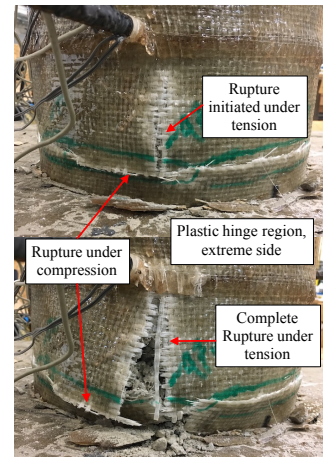 Rupture
initiated under
tension
Plastic hinge region,
extreme side
Rupture under
compression
Complete
Rupture under
tension